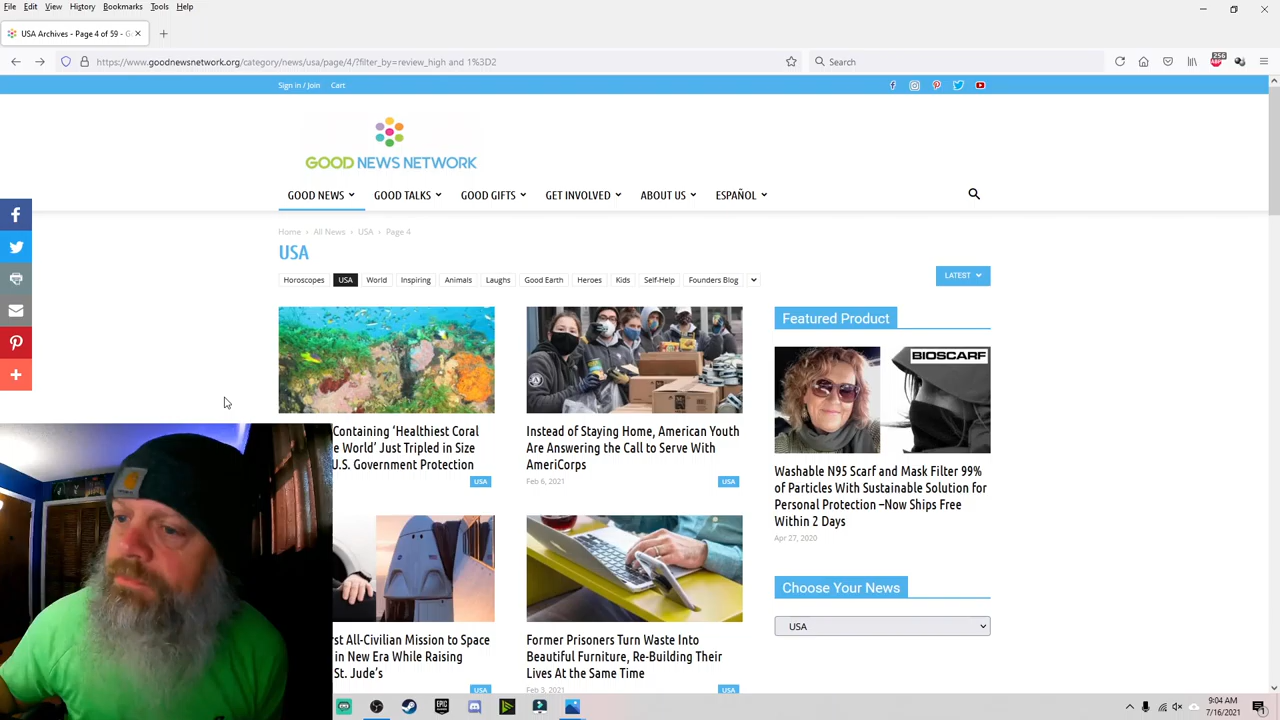 File Edit View History Bookmarks Tools Help
USA Archives - Page 4 of 59 - G
https://www.goodnewsnetwork.org/category/news/usa/page/4/?filter_by=review_high and 1%3D2
Search
256
ABP
Sign in / Join Cart
GOOD NEWS NETWORK
GOOD NEWS GOOD TALKS GOOD GIFTS GET INVOLVED ABOUT US ESPAÑOL
Home › All News › USA › Page 4
USA
Horoscopes USA World Inspiring Animals Laughs Good Earth Heroes Kids Self-Help Founders Blog
LATEST
Containing ‘Healthiest Coral
e World’ Just Tripled in Size
U.S. Government Protection
USA
Instead of Staying Home, American Youth
Are Answering the Call to Serve With
AmeriCorps
Feb 6, 2021
USA
Featured Product
BIOSCARF
Washable N95 Scarf and Mask Filter 99%
of Particles With Sustainable Solution for
Personal Protection –Now Ships Free
Within 2 Days
Apr 27, 2020
Choose Your News
USA
rst All-Civilian Mission to Space
in New Era While Raising
St. Jude’s
USA
Former Prisoners Turn Waste Into
Beautiful Furniture, Re-Building Their
Lives At the Same Time
Feb 3, 2021
USA
EPIC
9:04 AM
7/16/2021